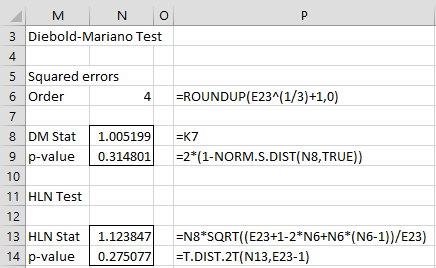 M N O P
3 Diebold-Mariano Test
4
5 Squared errors
6 Order 4 =ROUNDUP(E23^(1/3)+1,0)
7
8 DM Stat 1.005199 =K7
9 p-value 0.314801 =2*(1-NORM.S.DIST(N8,TRUE))
10
11 HLN Test
12
13 HLN Stat 1.123847 =N8*SQRT((E23+1-2*N6+N6*(N6-1))/E23)
14 p-value 0.275077 =T.DIST.2T(N13,E23-1)